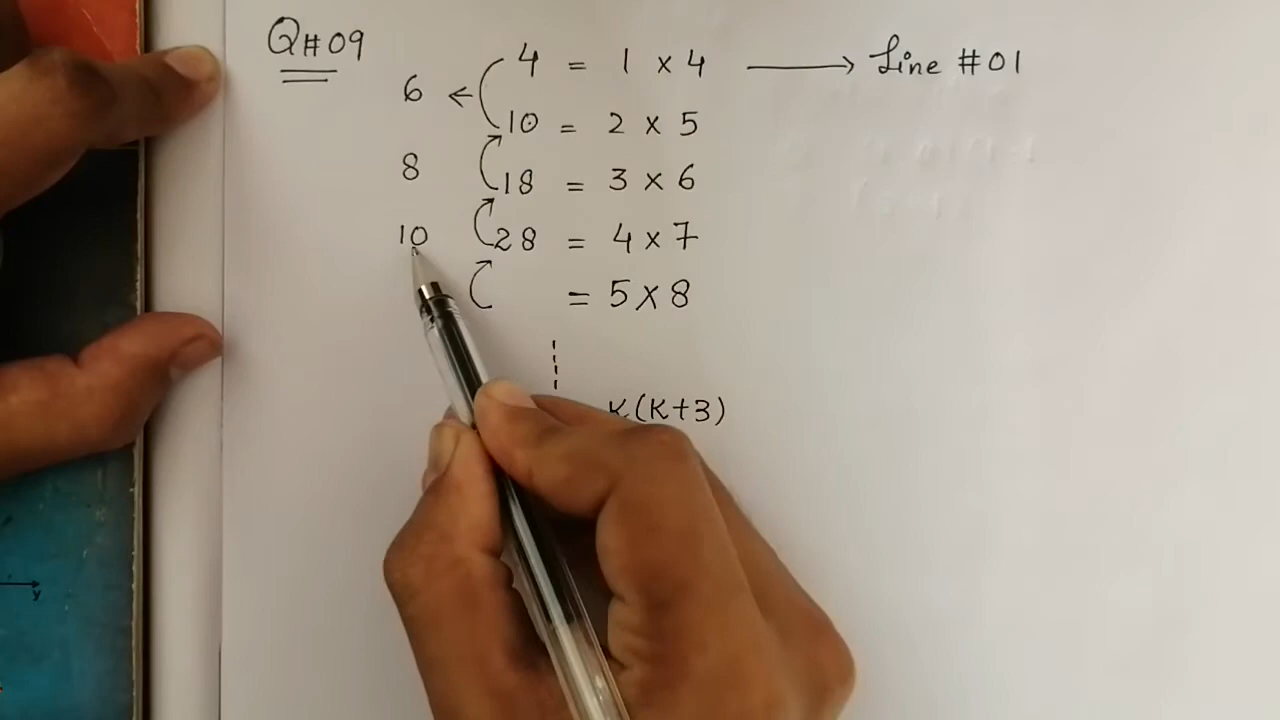 Q#09
4 = 1 x 4 → Line #01
6 ←
10 = 2 x 5
8
18 = 3 x 6
10
28 = 4 x 7
= 5 x 8
K(K+3)
y